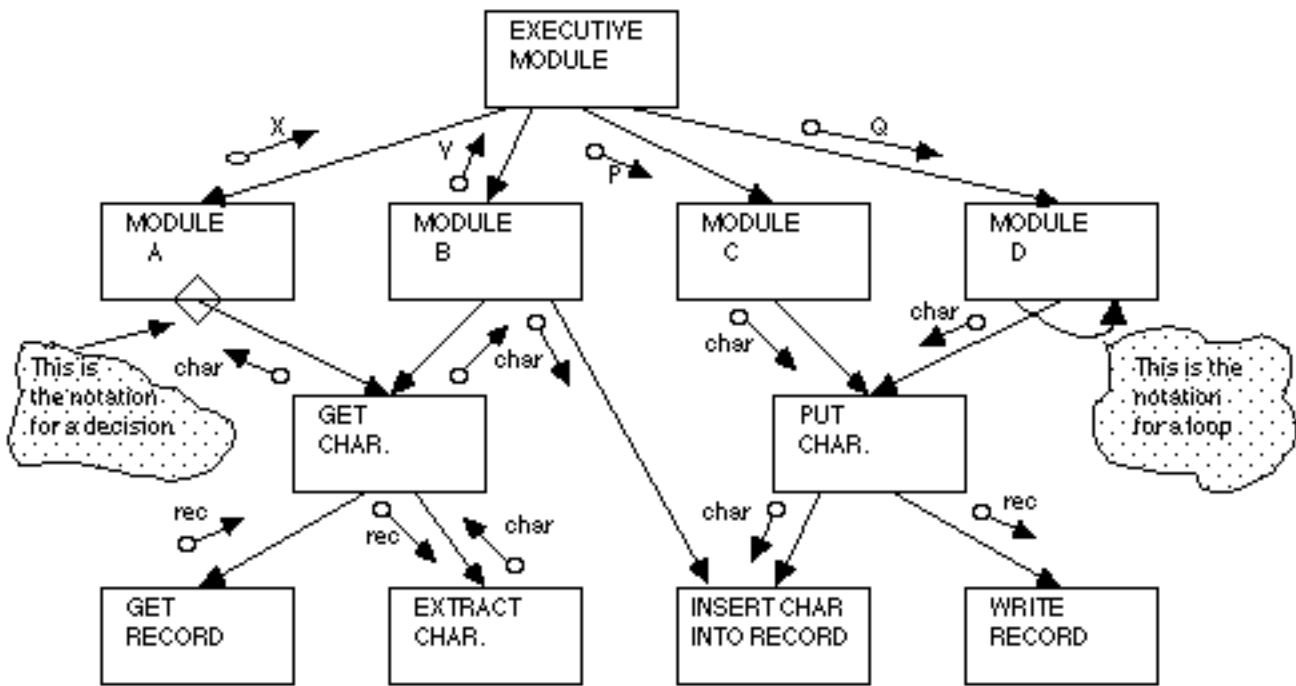 EXECUTIVE
MODULE
X
Y
P
Q
MODULE
A
MODULE
B
MODULE
C
MODULE
D
This is
the notation
for a decision
char
char
char
char
This is the
notation
for a loop
GET
CHAR.
PUT
CHAR.
rec
rec
char
char
rec
GET
RECORD
EXTRACT
CHAR.
INSERT CHAR
INTO RECORD
WRITE
RECORD